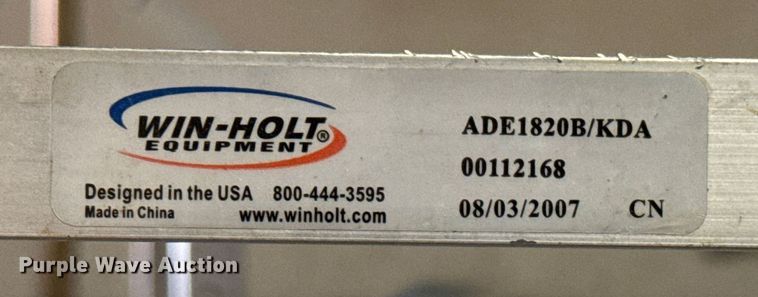 WIN-HOLT®
EQUIPMENT
Designed in the USA 800-444-3595
Made in China www.winholt.com
ADE1820B/KDA
00112168
08/03/2007 CN
Purple Wave Auction